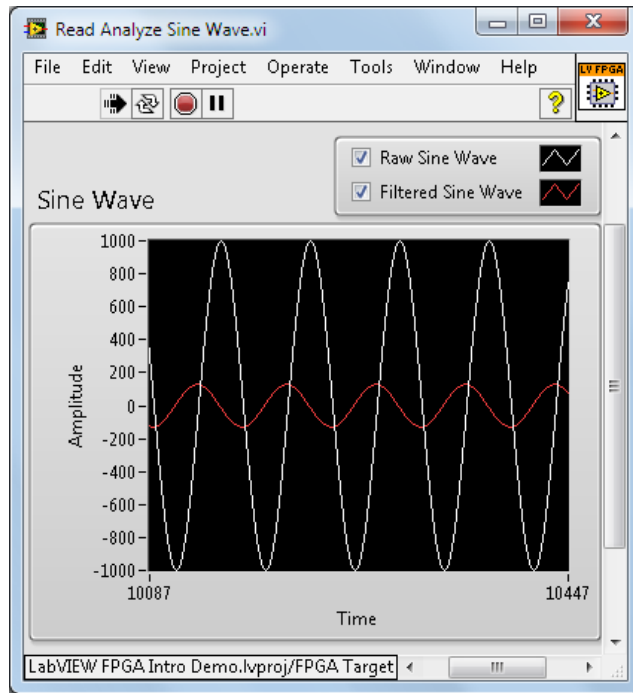 Read Analyze Sine Wave.vi
File Edit View Project Operate Tools Window Help
LV FPGA
?
Raw Sine Wave
Filtered Sine Wave
Sine Wave
1000
800
600
400
200
0
-200
-400
-600
-800
-1000
Amplitude
10087
10447
Time
LabVIEW FPGA Intro Demo.lvproj/FPGA Target